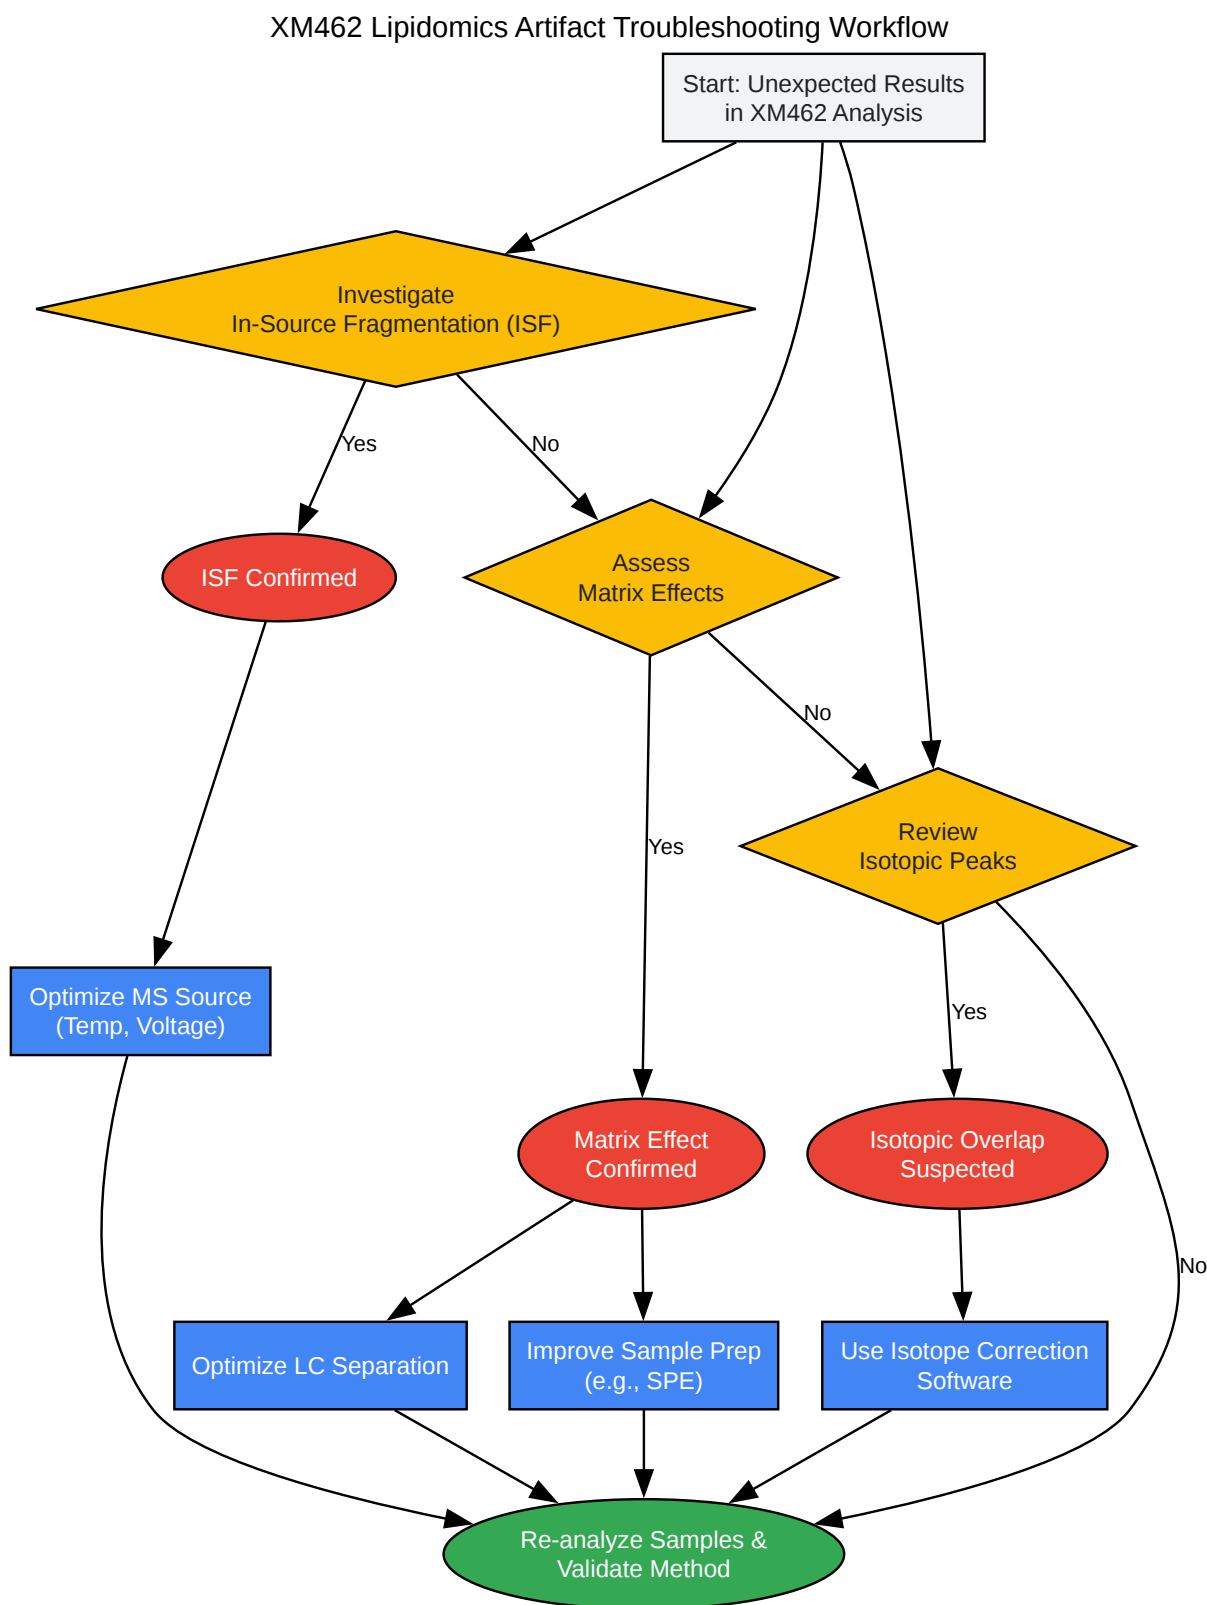 XM462 Lipidomics Artifact Troubleshooting Workflow
Start: Unexpected Results
in XM462 Analysis
Investigate
In-Source Fragmentation (ISF)
Yes
No
ISF Confirmed
Assess
Matrix Effects
No
Yes
Review
Isotopic Peaks
Optimize MS Source
(Temp, Voltage)
Yes
Matrix Effect
Confirmed
Isotopic Overlap
Suspected
No
Optimize LC Separation
Improve Sample Prep
(e.g., SPE)
Use Isotope Correction
Software
Re-analyze Samples &
Validate Method